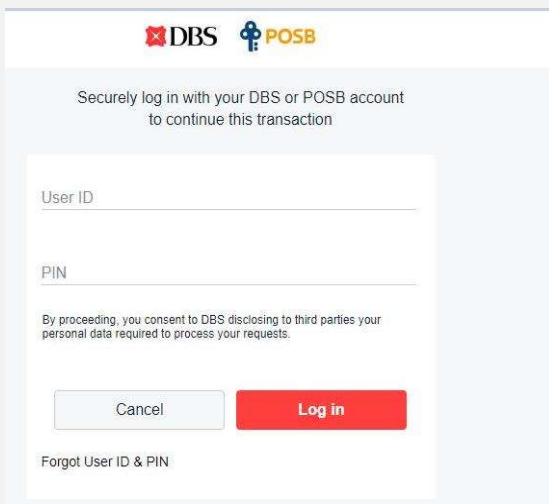 DBS POSB
Securely log in with your DBS or POSB account
to continue this transaction
User ID
PIN
By proceeding, you consent to DBS disclosing to third parties your
personal data required to process your requests.
Cancel Log in
Forgot User ID & PIN